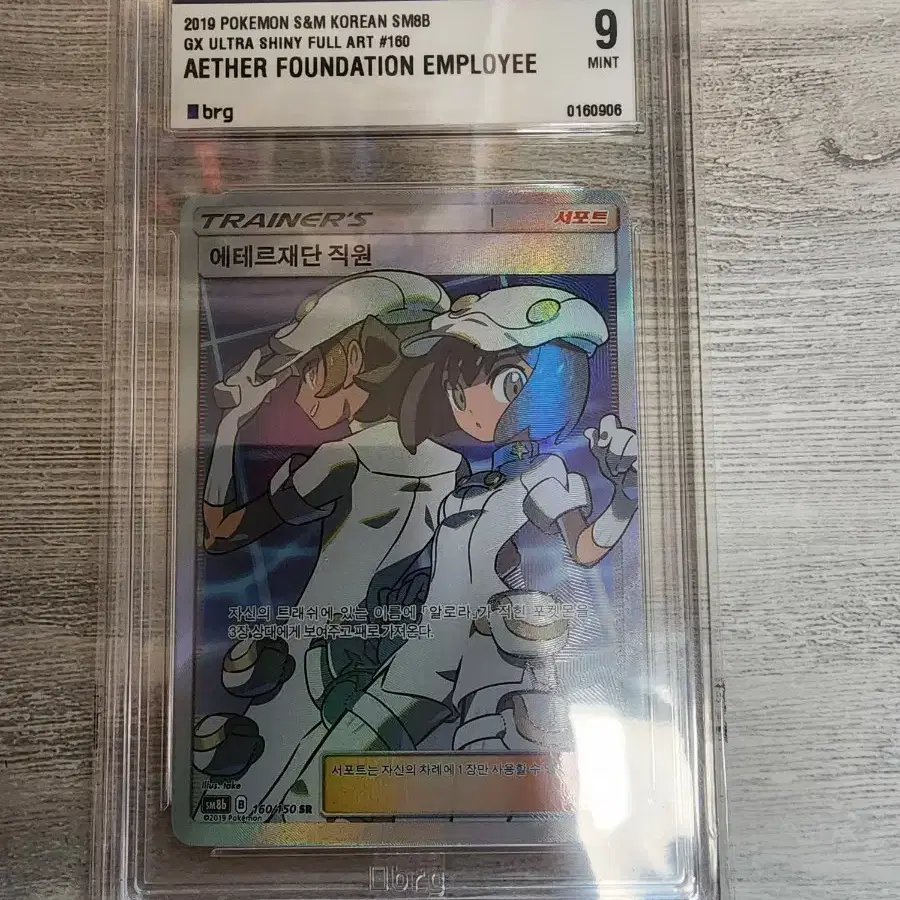 2019 POKEMON S&M KOREAN SM8B
GX ULTRA SHINY FULL ART #160
AETHER FOUNDATION EMPLOYEE
9
MINT
brg
0160906
TRAINER'S
서포트
에테르재단 직원
자신의 트래쉬에 있는 이름에 「알로라」가 적힌 포켓몬을
3장 상대에게 보여주고 패로 가져온다.
서포트는 자신의 차례에 1장만 사용할 수
illus. take
SM8b B 160/150 SR
©2019 Pokémon
brg